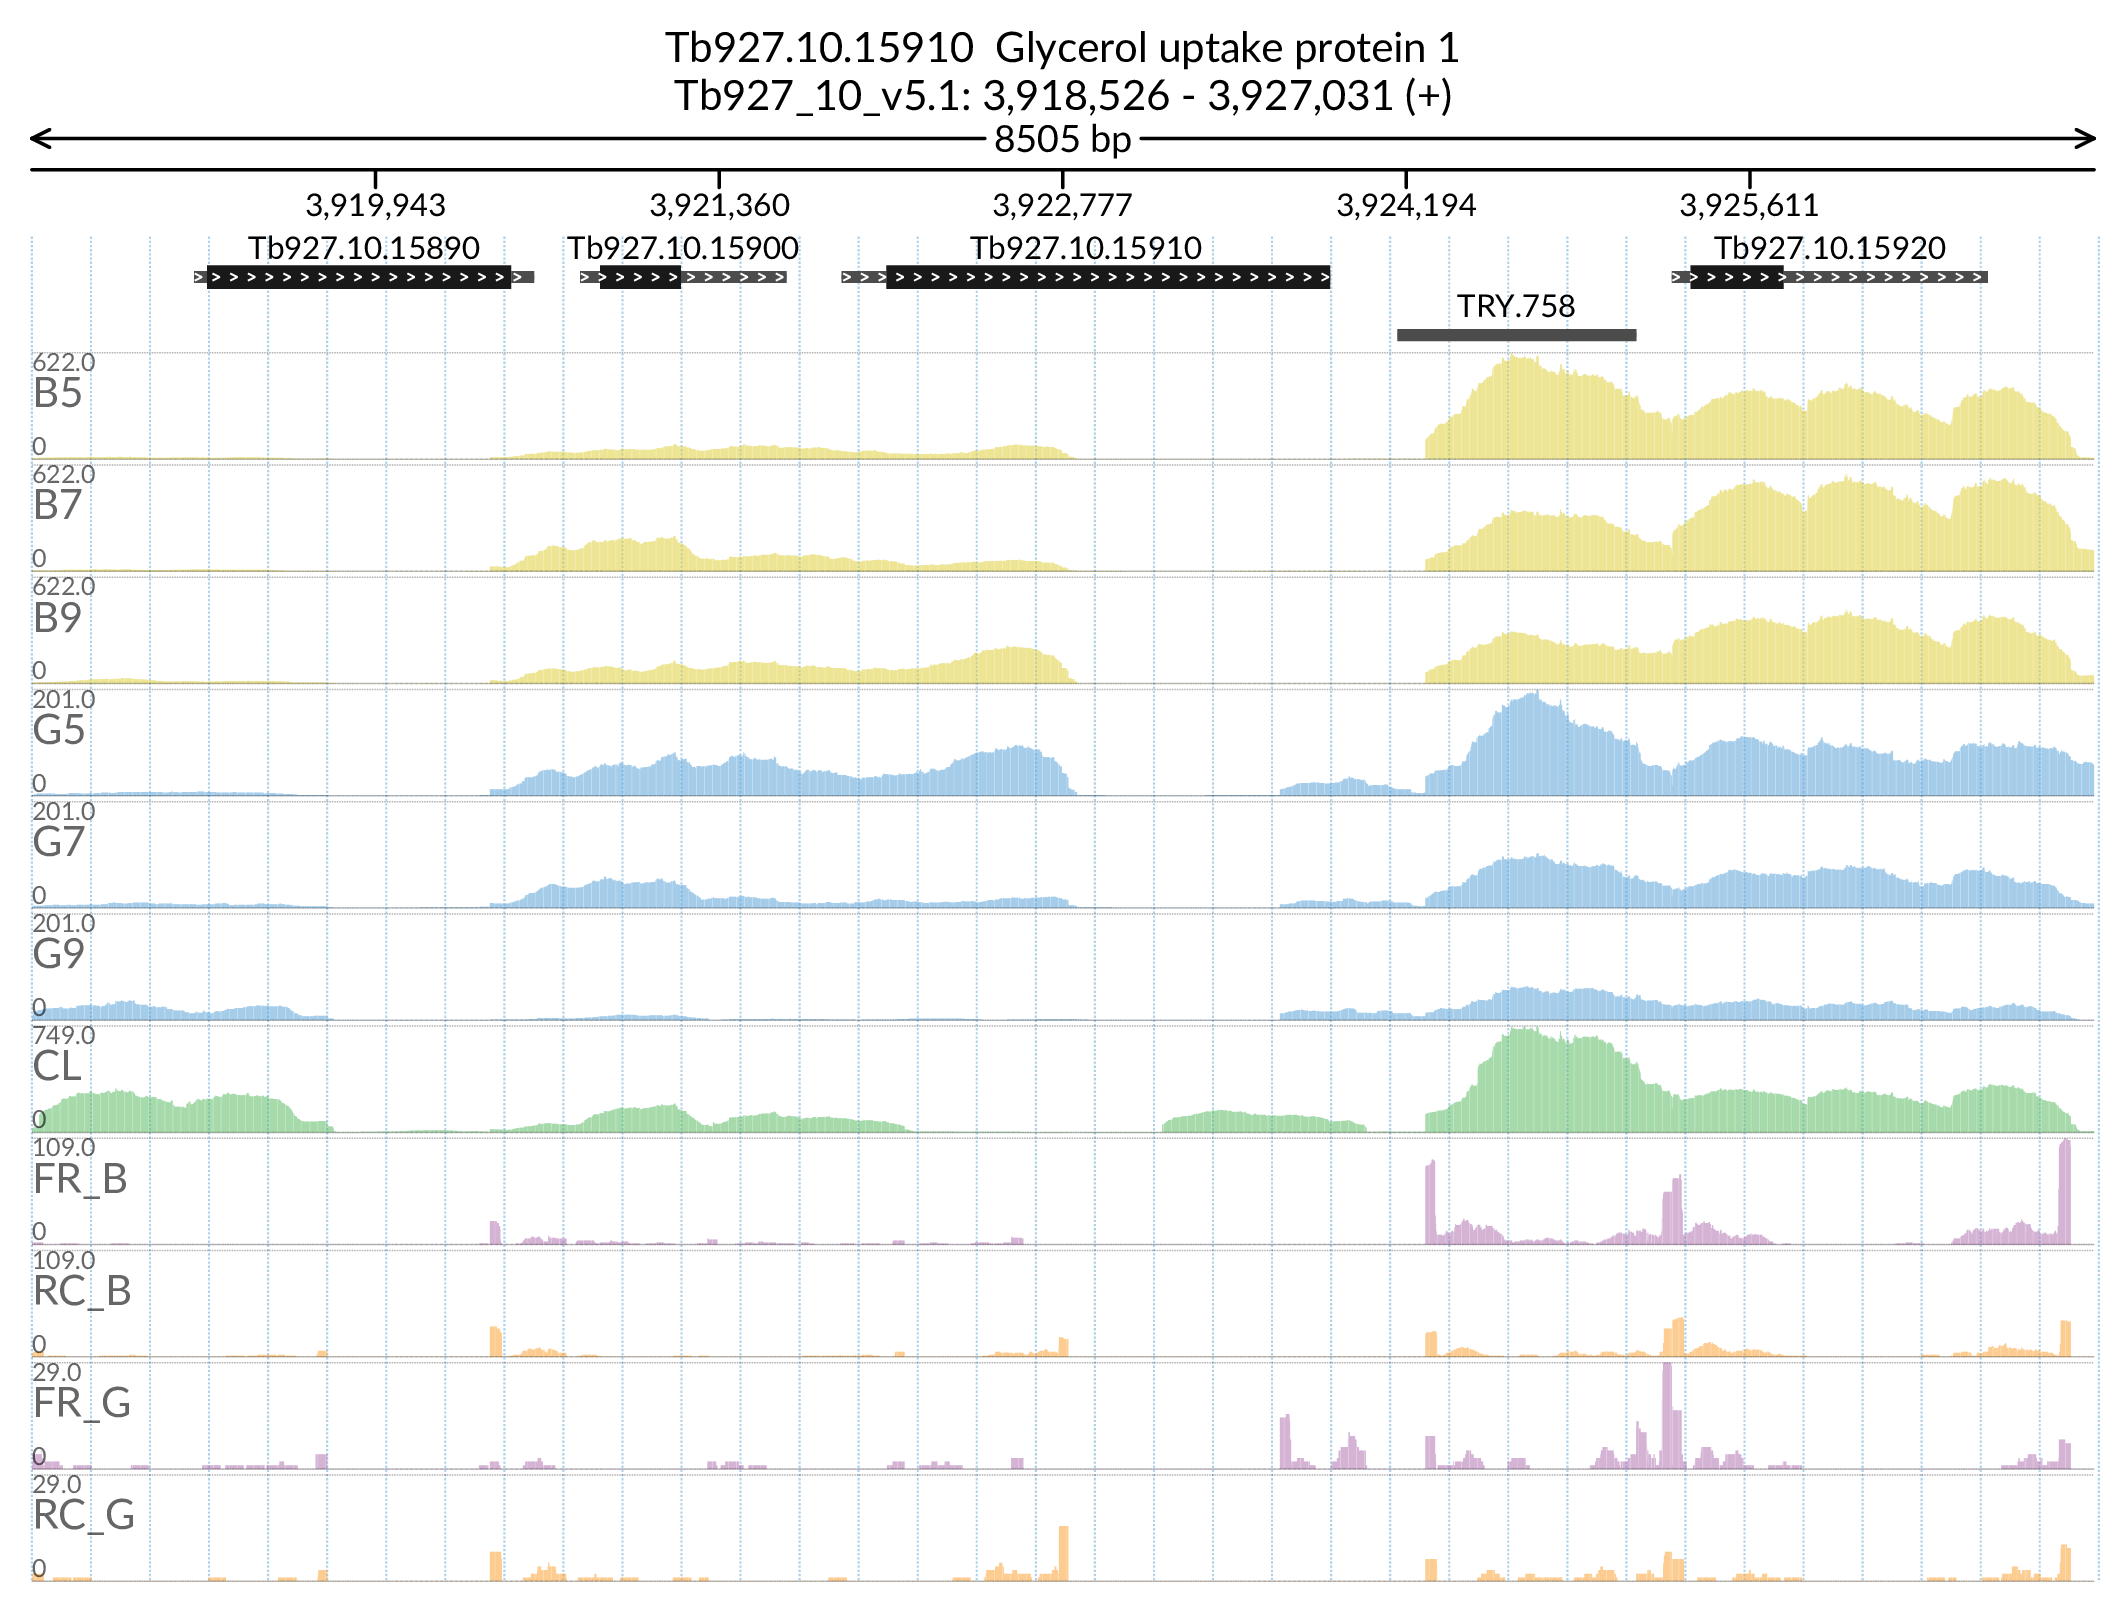 Tb927.10.15910  Glycerol uptake protein 1
Tb927_10_v5.1: 3,918,526 - 3,927,031 (+)
8505 bp
3,919,943 3,921,360 3,922,777 3,924,194 3,925,611
Tb927.10.15890 Tb927.10.15900 Tb927.10.15910 Tb927.10.15920
TRY.758
622.0
B5
0
622.0
B7
0
622.0
B9
0
201.0
G5
0
201.0
G7
0
201.0
G9
0
749.0
CL
0
109.0
FR_B
0
109.0
RC_B
0
29.0
FR_G
0
29.0
RC_G
0